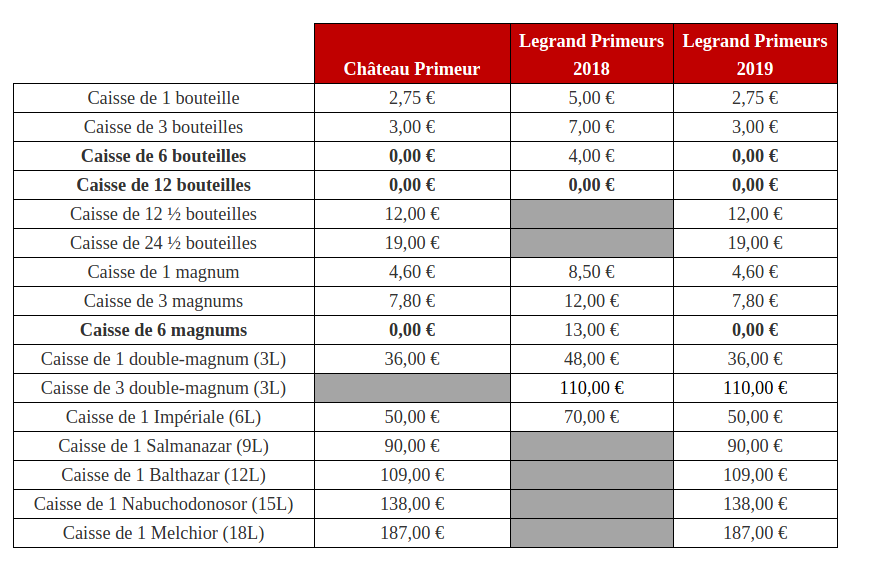 Château Primeur Legrand Primeurs 2018 Legrand Primeurs 2019
Caisse de 1 bouteille 2,75 € 5,00 € 2,75 €
Caisse de 3 bouteilles 3,00 € 7,00 € 3,00 €
Caisse de 6 bouteilles 0,00 € 4,00 € 0,00 €
Caisse de 12 bouteilles 0,00 € 0,00 € 0,00 €
Caisse de 12 ½ bouteilles 12,00 € 12,00 €
Caisse de 24 ½ bouteilles 19,00 € 19,00 €
Caisse de 1 magnum 4,60 € 8,50 € 4,60 €
Caisse de 3 magnums 7,80 € 12,00 € 7,80 €
Caisse de 6 magnums 0,00 € 13,00 € 0,00 €
Caisse de 1 double-magnum (3L) 36,00 € 48,00 € 36,00 €
Caisse de 3 double-magnum (3L) 110,00 € 110,00 €
Caisse de 1 Impériale (6L) 50,00 € 70,00 € 50,00 €
Caisse de 1 Salmanazar (9L) 90,00 € 90,00 €
Caisse de 1 Balthazar (12L) 109,00 € 109,00 €
Caisse de 1 Nabuchodonosor (15L) 138,00 € 138,00 €
Caisse de 1 Melchior (18L) 187,00 € 187,00 €